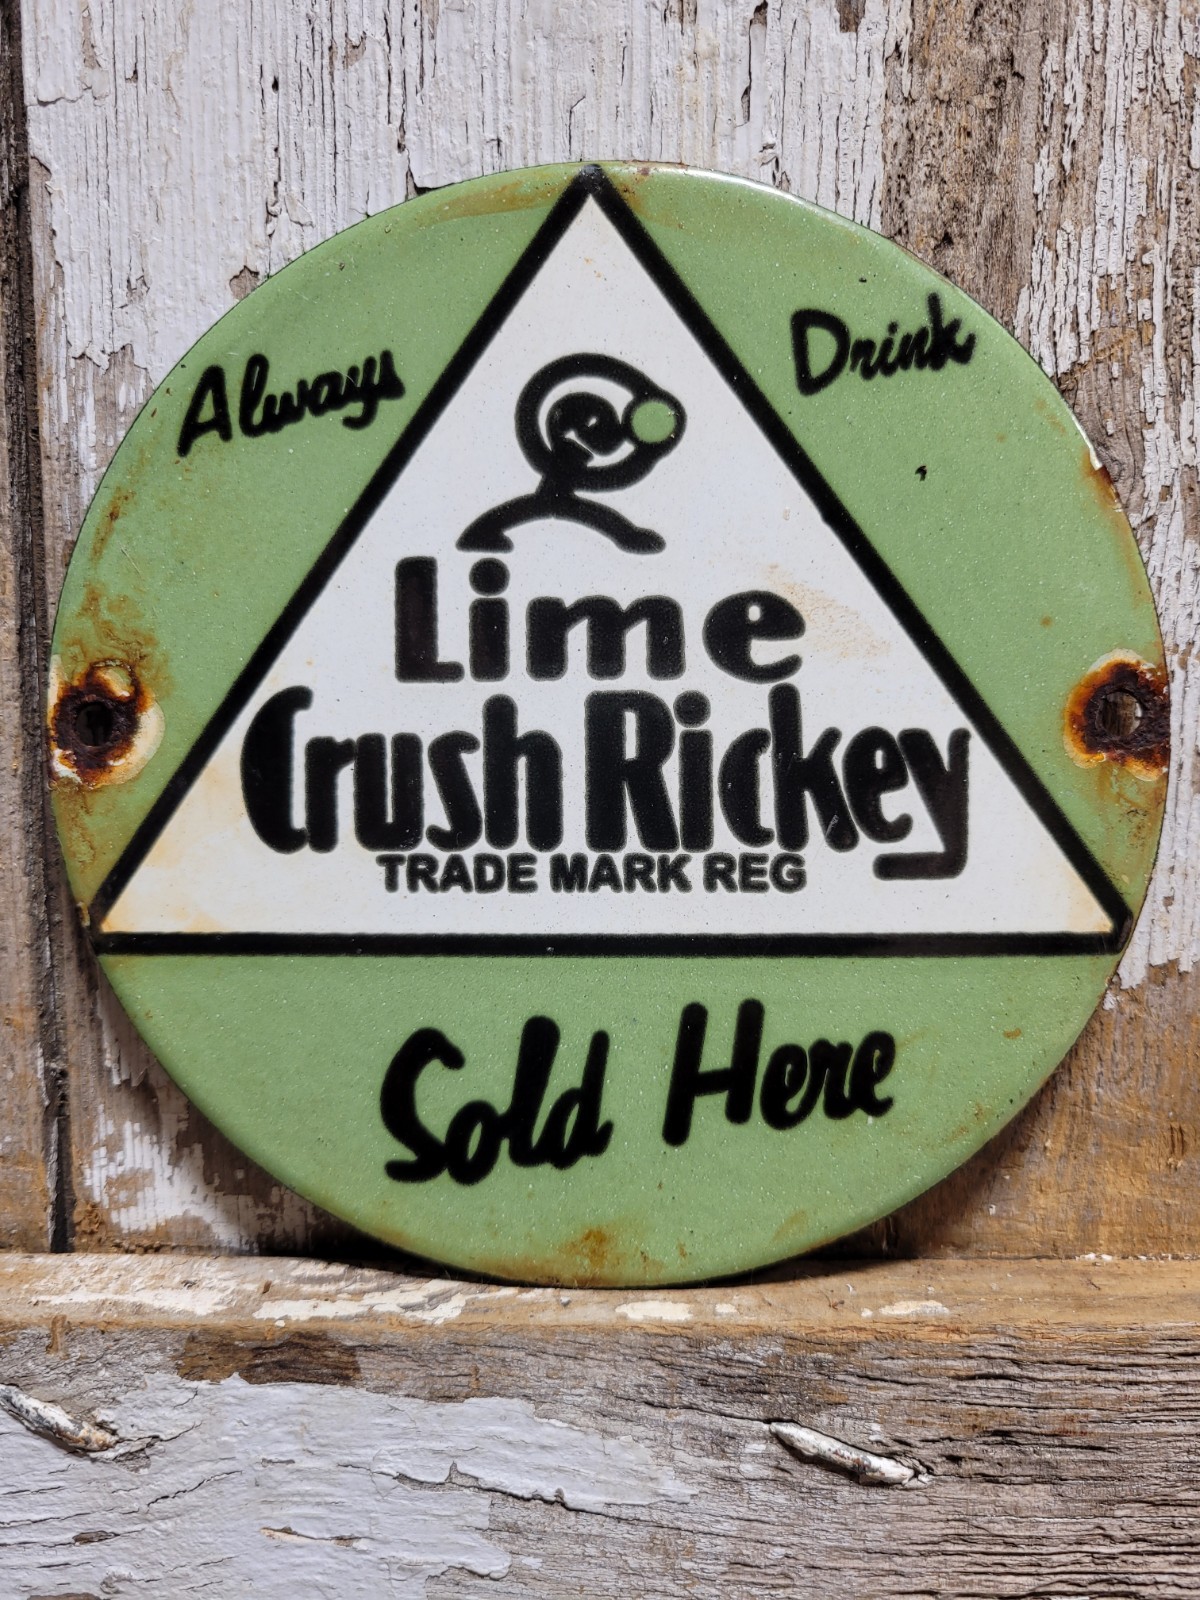 Always Drink
Lime
Crush Rickey
TRADE MARK REG
Sold Here